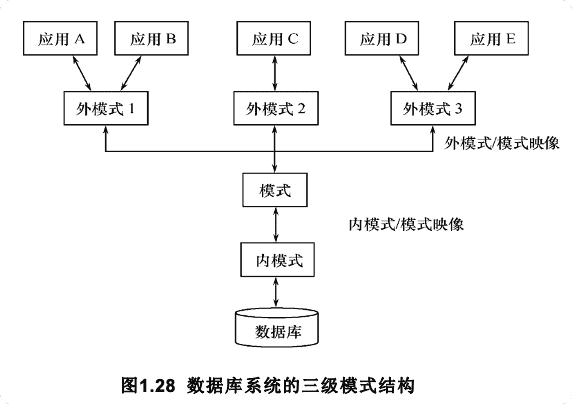 应用 A
应用 B
应用 C
应用 D
应用 E
外模式 1
外模式 2
外模式 3
外模式/模式映像
模式
内模式/模式映像
内模式
数据库
图1.28 数据库系统的三级模式结构